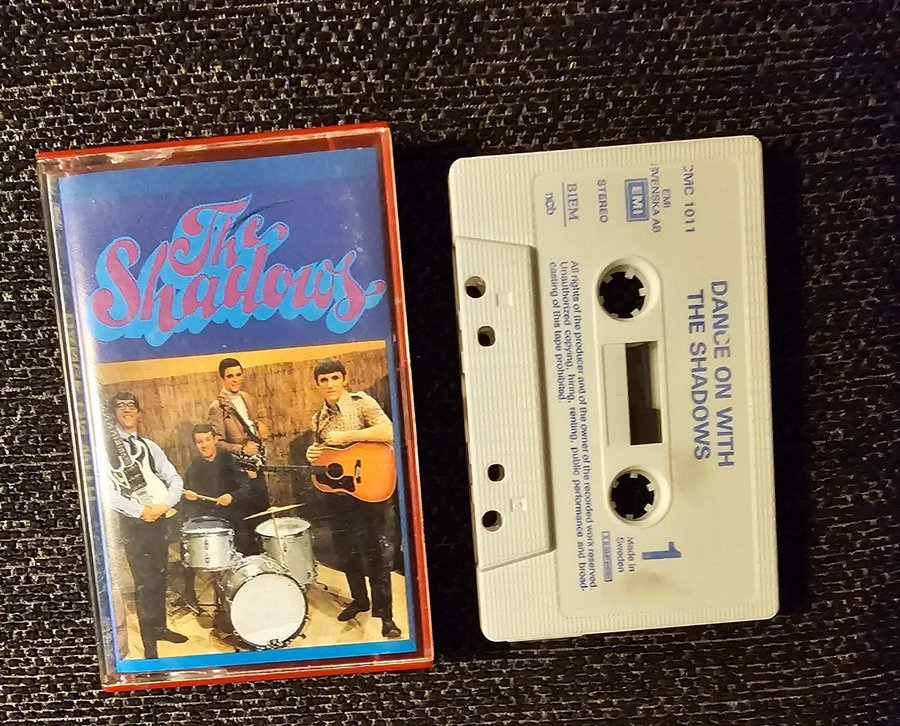 The
Shadows
DANCE ON WITH
THE SHADOWS
MC 1011
EMI
SVENSKA AB
EMI
STEREO
BIEM
ncb
1
Made in
Sweden
All rights of the producer and of the owner of the recorded work reserved.
Unauthorized copying, hiring, renting, public performance and broad-
casting of this tape prohibited.